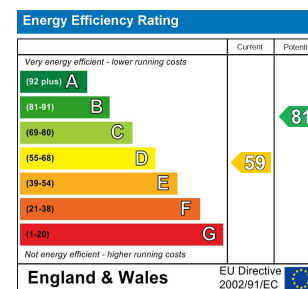 Energy Efficiency Rating
Current Potenti
Very energy efficient - lower running costs
(92 plus) A
(81-91) B
(69-80) C
(55-68) D
(39-54) E
(21-38) F
(1-20) G
59
81
Not energy efficient - higher running costs
England & Wales
EU Directive
2002/91/EC